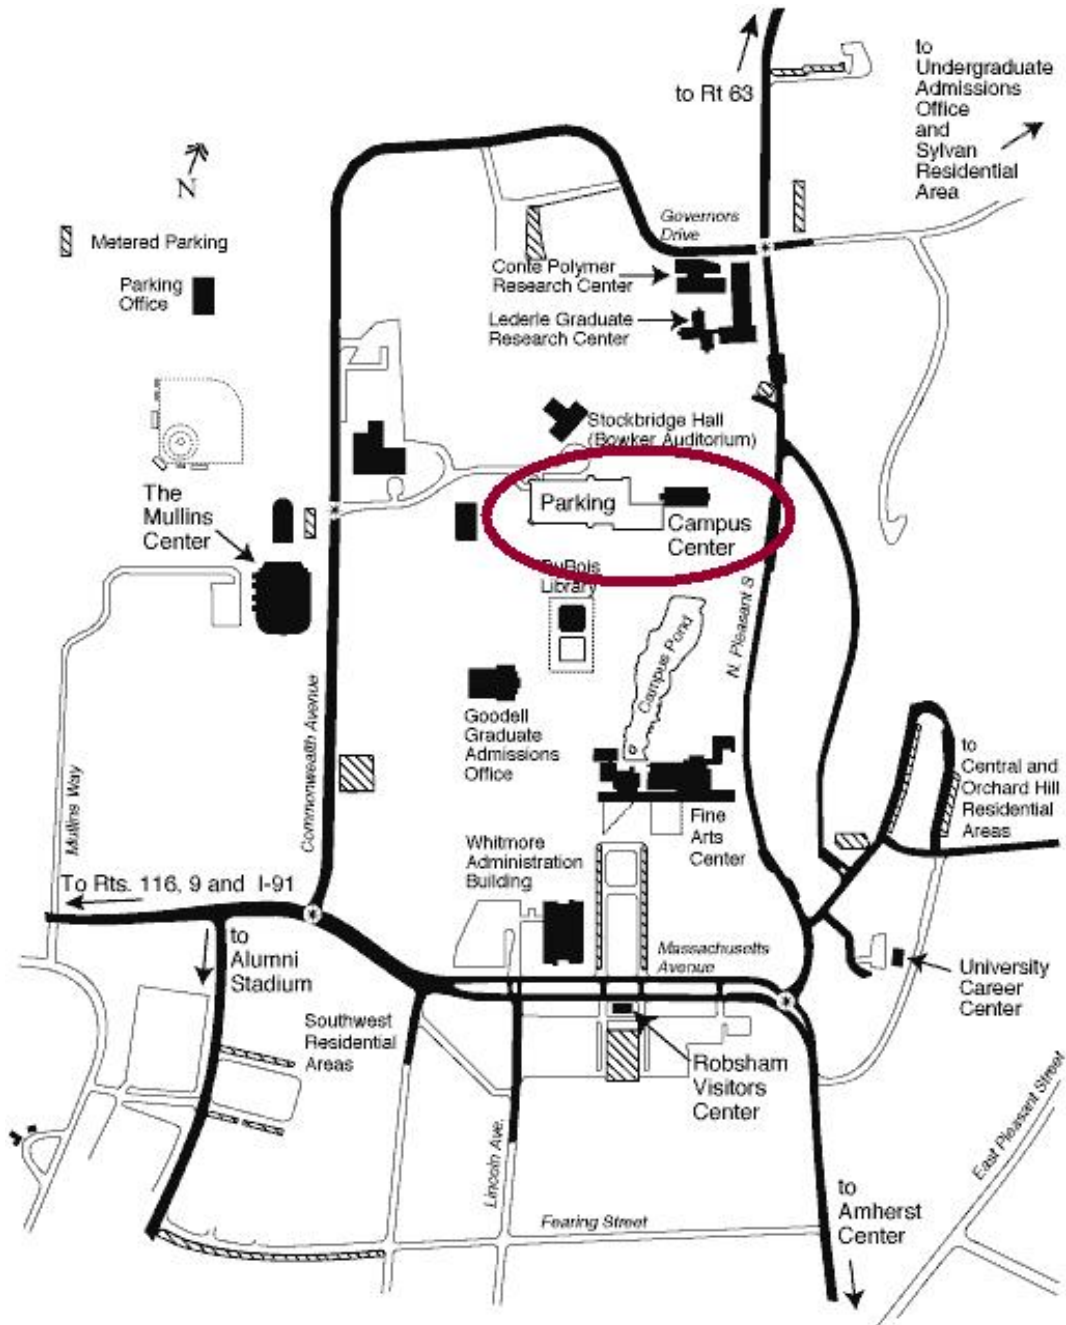 to
Undergraduate
Admissions
Office
and
Sylvan
Residential
Area
to Rt 63
N
Metered Parking
Parking
Office
Governors
Drive
Conte Polymer
Research Center
Lederle Graduate
Research Center
Stockbridge Hall
(Bowker Auditorium)
The
Mullins
Center
Parking
Campus
Center
DuBois
Library
N. Pleasant S
Campus Pond
Commonwealth Avenue
Mullins Way
Goodell
Graduate
Admissions
Office
to
Central and
Orchard Hill
Residential
Areas
Fine
Arts
Center
Whitmore
Administration
Building
To Rts. 116, 9 and I-91
to
Alumni
Stadium
Massachusetts
Avenue
University
Career
Center
Southwest
Residential
Areas
Robsham
Visitors
Center
Lincoln Ave.
East Pleasant Street
Fearing Street
to
Amherst
Center